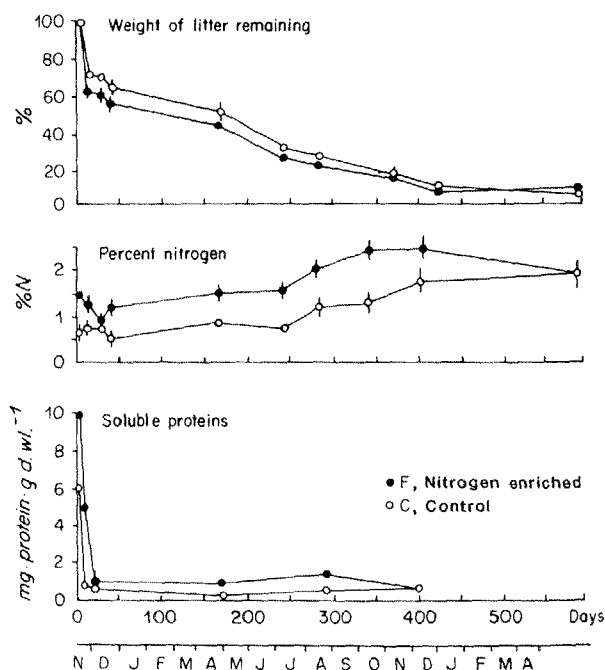 Weight of litter remaining
100
80
60
40
20
0
%
Percent nitrogen
2
1
0
%N
Soluble proteins
10
8
6
4
2
0
mg. protein. g d. wt.⁻¹
● F, Nitrogen enriched
○ C, Control
0 100 200 300 400 500 Days
N D J F M A M J J A S O N D J F M A